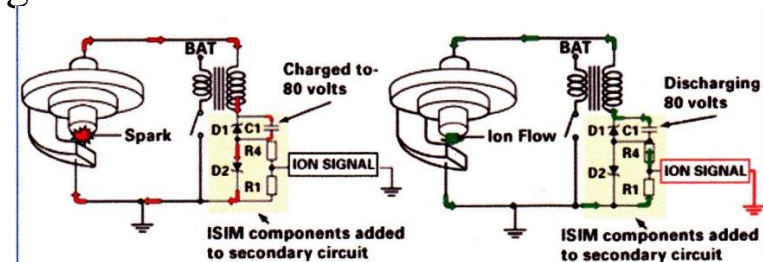 BAT
Charged to-
80 volts
Spark
D1
C1
R4
D2
R1
ION SIGNAL
ISIM components added
to secondary circuit
BAT
Discharging
80 volts
Ion Flow
D1
C1
R4
D2
R1
ION SIGNAL
ISIM components added
to secondary circuit